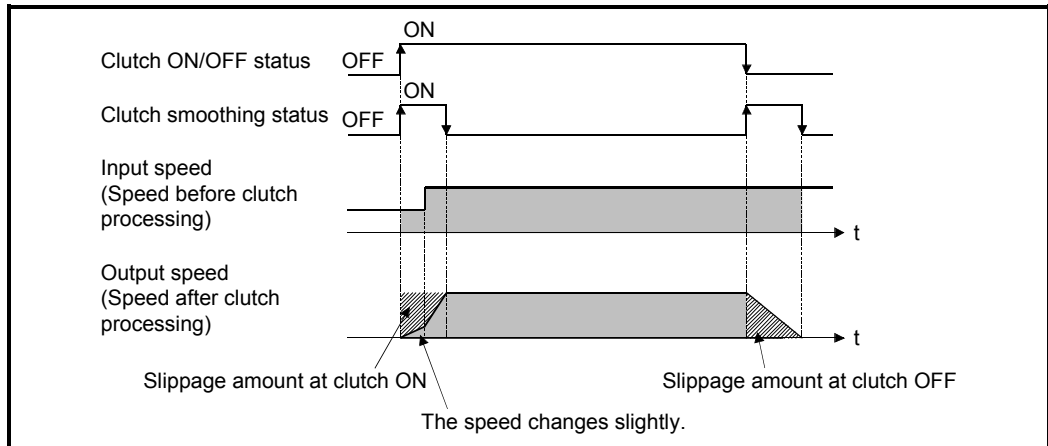 ON
Clutch ON/OFF status
OFF
ON
Clutch smoothing status
OFF
Input speed
(Speed before clutch
processing)
t
Output speed
(Speed after clutch
processing)
t
Slippage amount at clutch ON
Slippage amount at clutch OFF
The speed changes slightly.